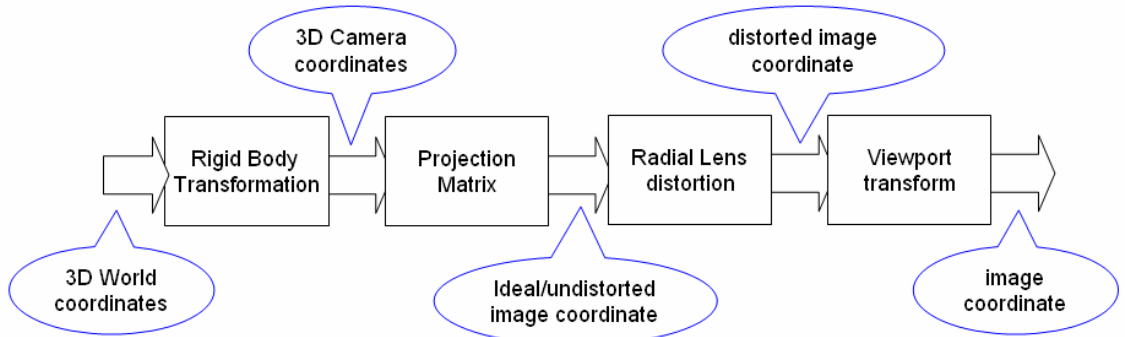 3D Camera
coordinates
distorted image
coordinate
Rigid Body
Transformation
Projection
Matrix
Radial Lens
distortion
Viewport
transform
3D World
coordinates
Ideal/undistorted
image coordinate
image
coordinate